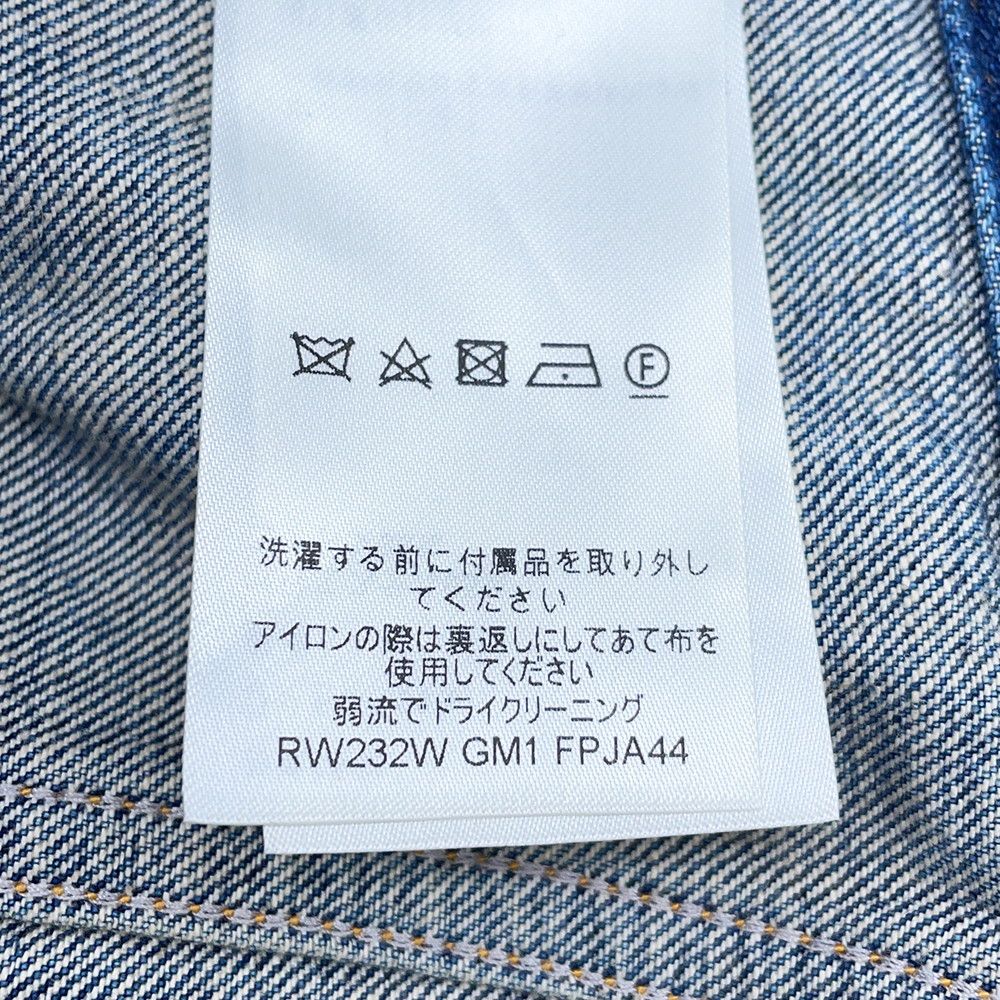 F
洗濯する前に付属品を取り外し
てください
アイロンの際は裏返しにしてあて布を
使用してください
弱流でドライクリーニング
RW232W GM1 FPJA44